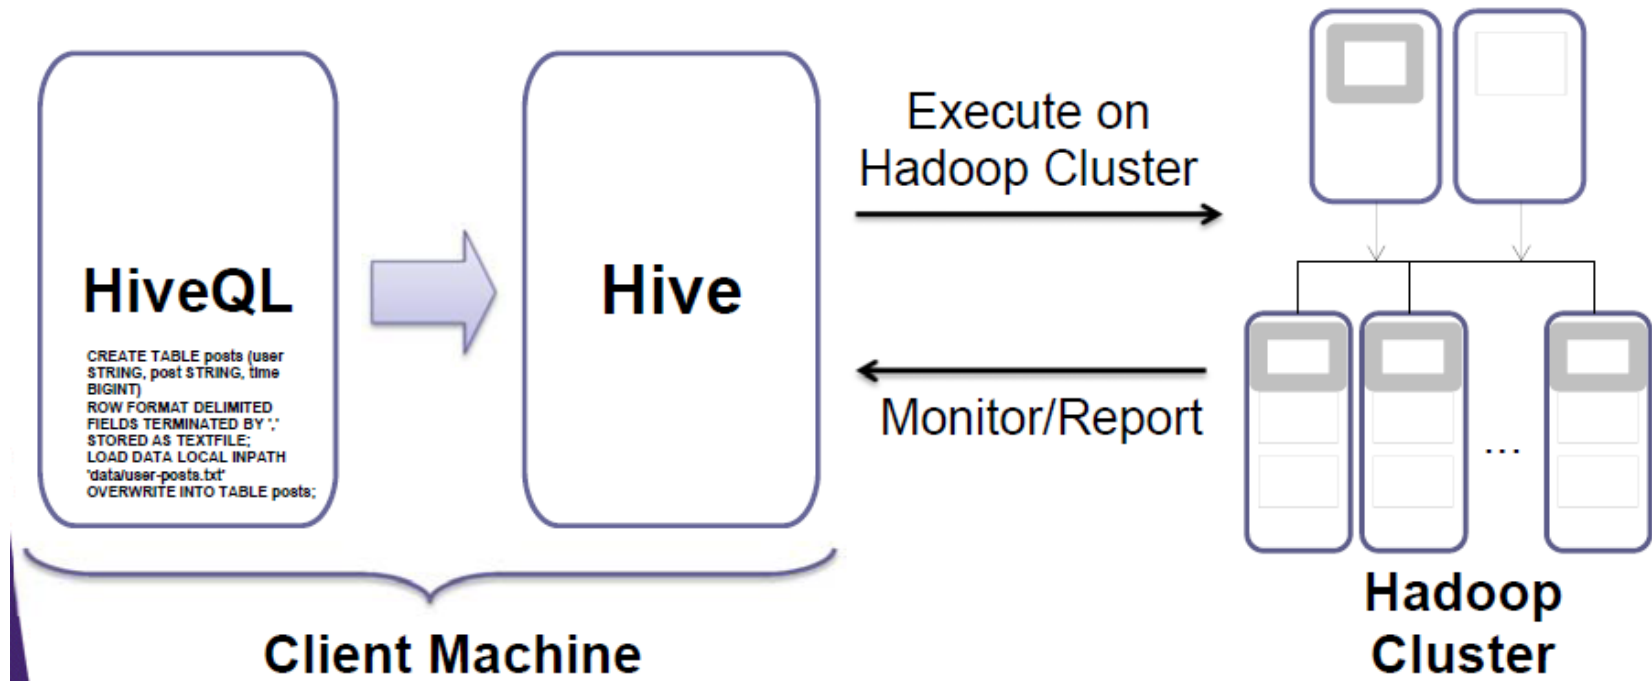 HiveQL
CREATE TABLE posts (user
STRING, post STRING, time
BIGINT)
ROW FORMAT DELIMITED
FIELDS TERMINATED BY ','
STORED AS TEXTFILE;
LOAD DATA LOCAL INPATH
'data/user-posts.txt'
OVERWRITE INTO TABLE posts;
Hive
Client Machine
Execute on
Hadoop Cluster
Monitor/Report
...
Hadoop
Cluster